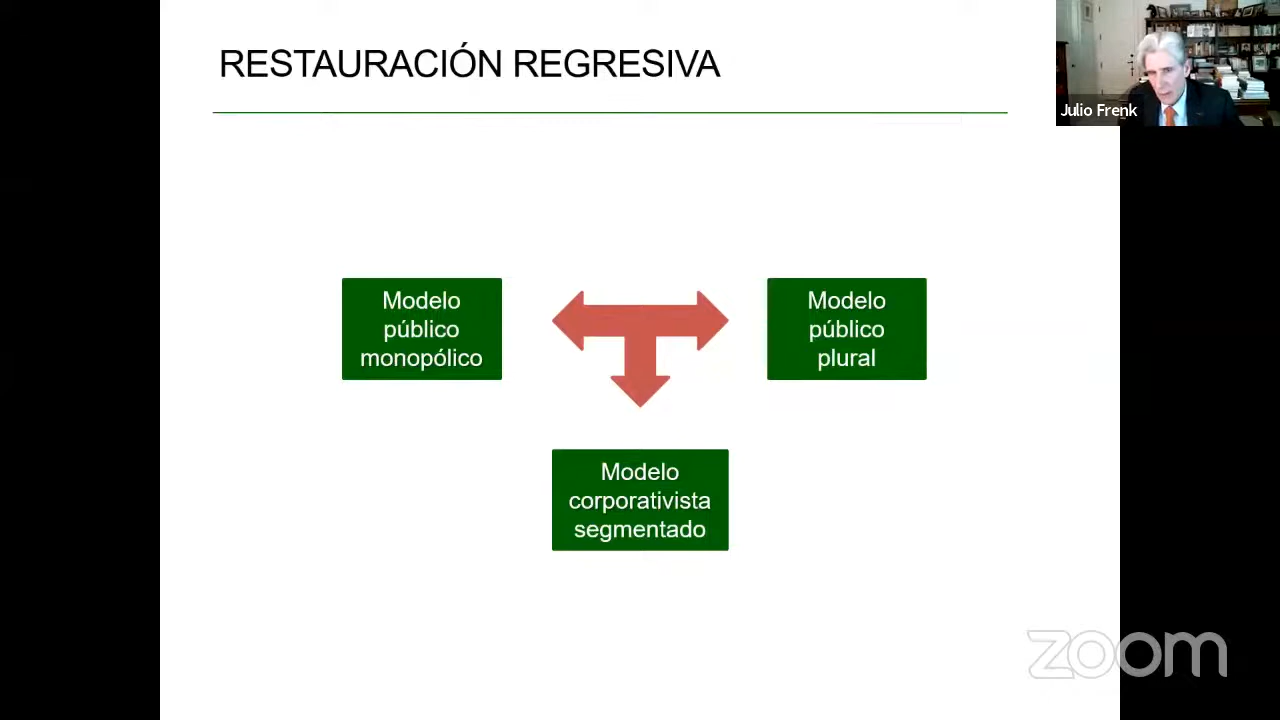 RESTAURACIÓN REGRESIVA
Julio Frenk
Modelo
público
monopólico
Modelo
público
plural
Modelo
corporativista
segmentado
zoom